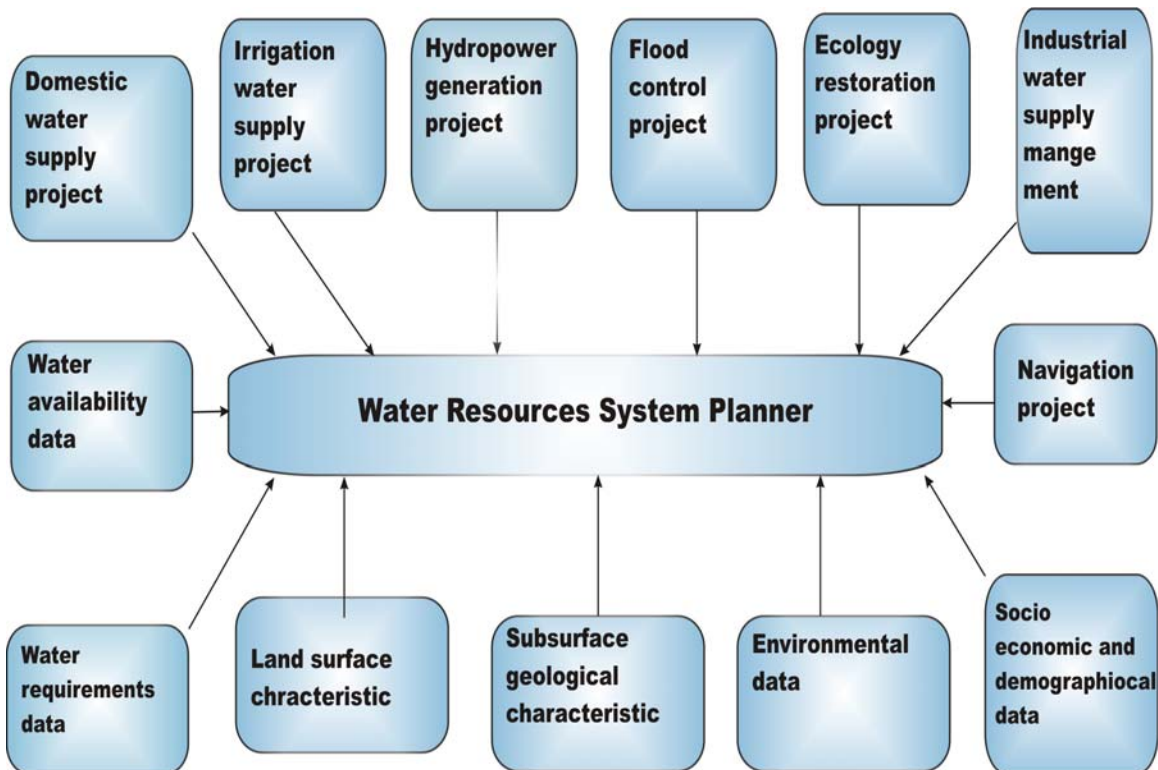 Domestic
water
supply
project
Irrigation
water
supply
project
Hydropower
generation
project
Flood
control
project
Ecology
restoration
project
Industrial
water
supply
mange
ment
Water
availability
data
Water Resources System Planner
Navigation
project
Water
requirements
data
Land surface
chracteristic
Subsurface
geological
characteristic
Environmental
data
Socio
economic and
demographiocal
data